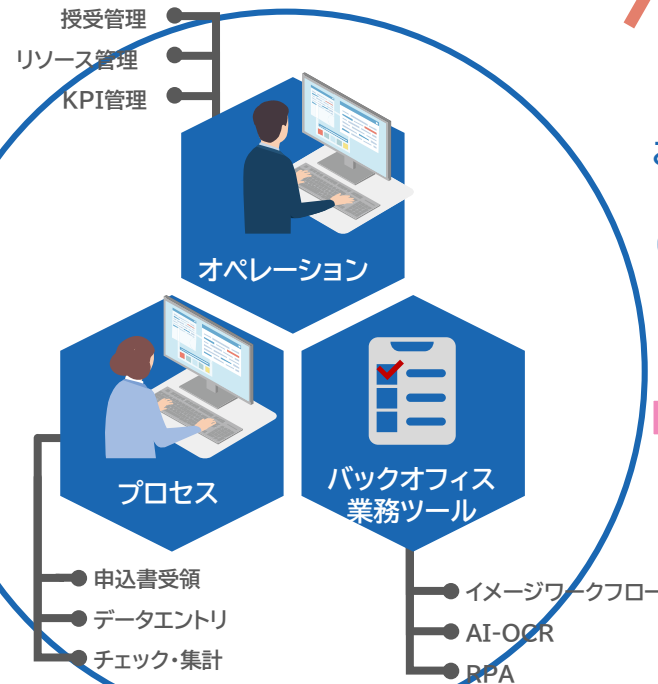 授受管理
リソース管理
KPI管理
オペレーション
プロセス
バックオフィス
業務ツール
申込書受領
データエントリ
チェック・集計
イメージワークフロー
AI-OCR
RPA